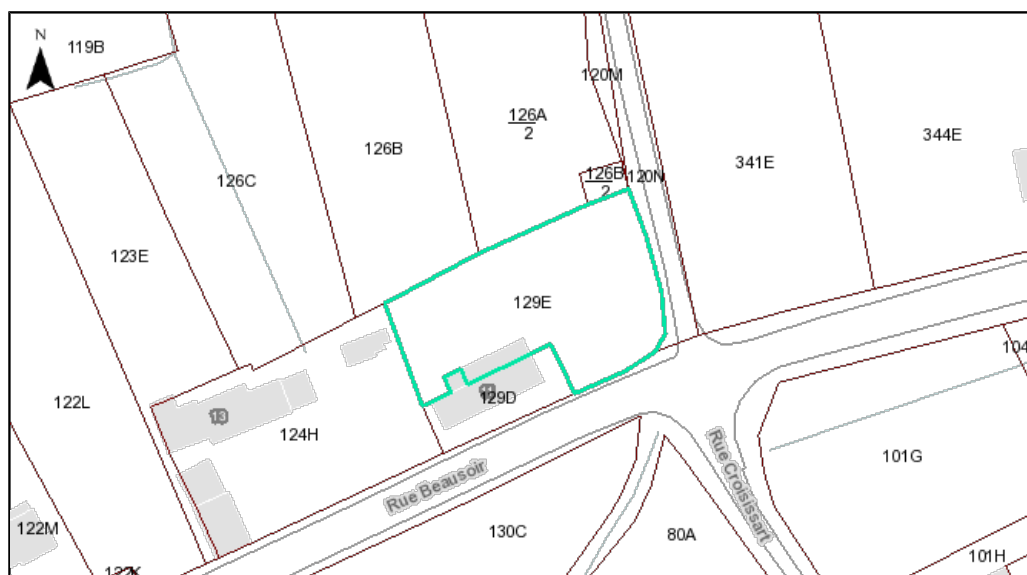 N
119B
120M
126A
2
344E
126B
341E
126B
2
120N
126C
123E
129E
104
122L
13
129D
124H
101G
Rue Beausoir
Rue Croisissart
122M
130C
80A
101H